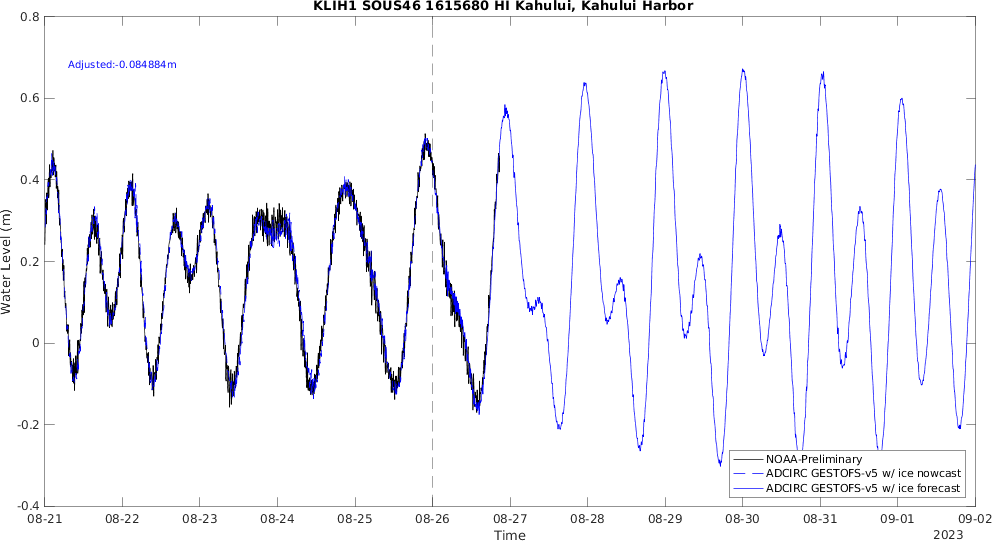 KLIH1 SOUS46 1615680 HI Kahului, Kahului Harbor
Adjusted:-0.084884m
Water Level (m)
0.8
0.6
0.4
0.2
0
-0.2
-0.4
NOAA-Preliminary
ADCIRC GESTOFS-v5 w/ ice nowcast
ADCIRC GESTOFS-v5 w/ ice forecast
08-21 08-22 08-23 08-24 08-25 08-26 08-27 08-28 08-29 08-30 08-31 09-01 09-02
Time
2023